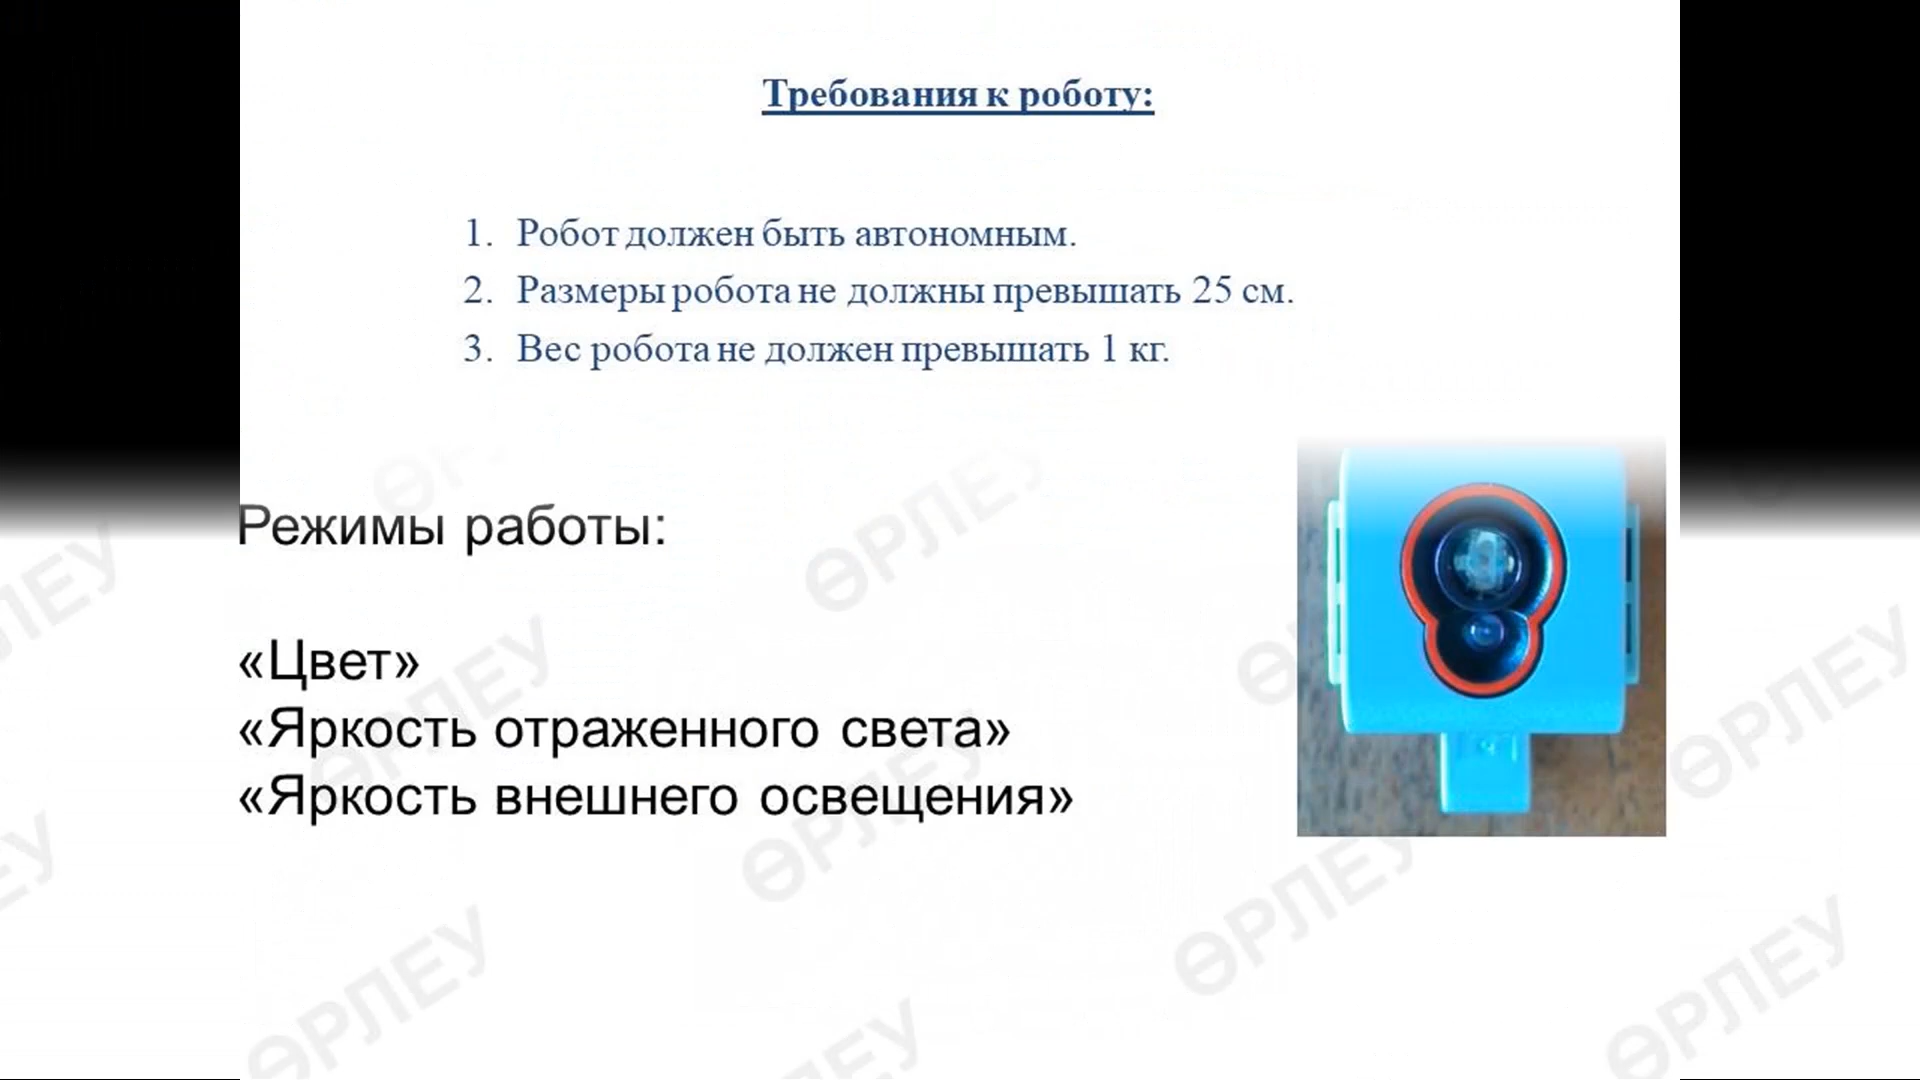 Требования к роботу:
1. Робот должен быть автономным.
2. Размеры робота не должны превышать 25 см.
3. Вес робота не должен превышать 1 кг.
Режимы работы:
«Цвет»
«Яркость отраженного света»
«Яркость внешнего освещения»
ӨРЛЕУ